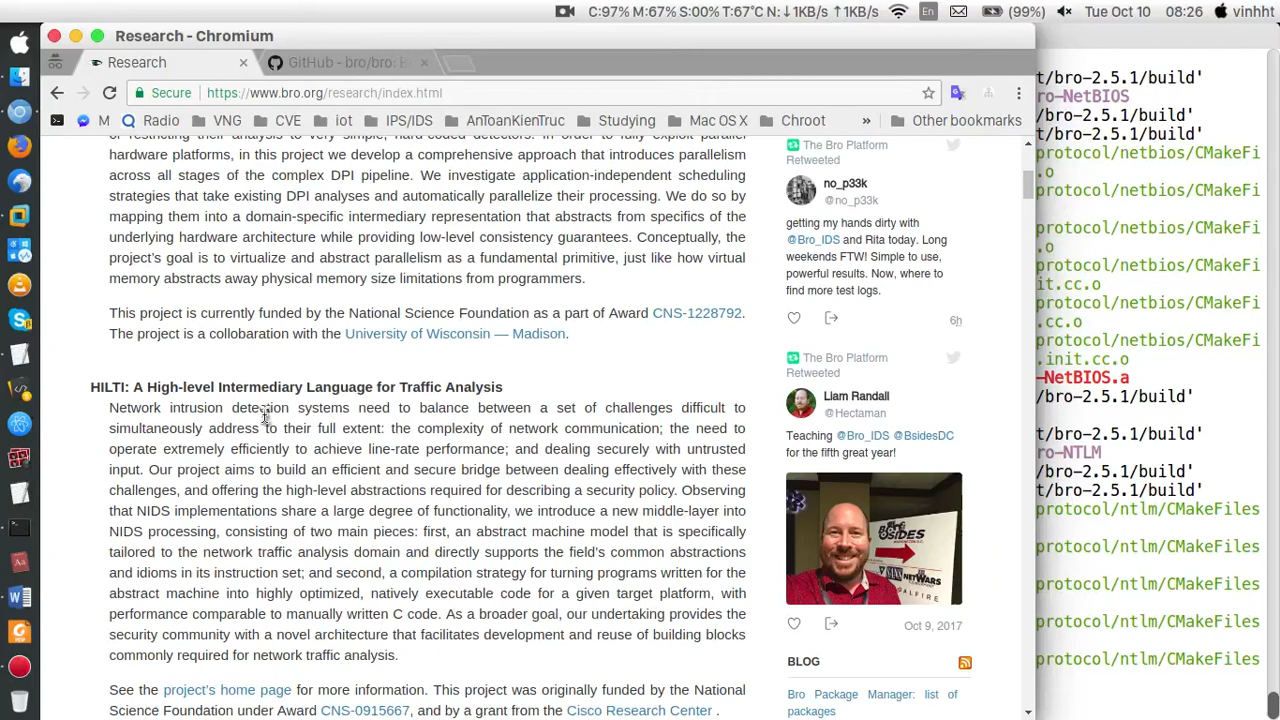 C:97% M:67% S:00% T:67°C N:↓1KB/s ↑1KB/s
En
(99%)
Tue Oct 10
08:26
vinhht
Research - Chromium
Research
GitHub - bro/bro:
Secure
https://www.bro.org/research/index.html
M
Radio
VNG
CVE
iot
IPS/IDS
AnToanKienTruc
Studying
Mac OS X
Chroot
»
Other bookmarks
hardware platforms, in this project we develop a comprehensive approach that introduces parallelism
across all stages of the complex DPI pipeline. We investigate application-independent scheduling
strategies that take existing DPI analyses and automatically parallelize their processing. We do so by
mapping them into a domain-specific intermediary representation that abstracts from specifics of the
underlying hardware architecture while providing low-level consistency guarantees. Conceptually, the
project's goal is to virtualize and abstract parallelism as a fundamental primitive, just like how virtual
memory abstracts away physical memory size limitations from programmers.
This project is currently funded by the National Science Foundation as a part of Award CNS-1228792.
The project is a collobaration with the University of Wisconsin — Madison.
HILTI: A High-level Intermediary Language for Traffic Analysis
Network intrusion detection systems need to balance between a set of challenges difficult to
simultaneously address to their full extent: the complexity of network communication; the need to
operate extremely efficiently to achieve line-rate performance; and dealing securely with untrusted
input. Our project aims to build an efficient and secure bridge between dealing effectively with these
challenges, and offering the high-level abstractions required for describing a security policy. Observing
that NIDS implementations share a large degree of functionality, we introduce a new middle-layer into
NIDS processing, consisting of two main pieces: first, an abstract machine model that is specifically
tailored to the network traffic analysis domain and directly supports the field's common abstractions
and idioms in its instruction set; and second, a compilation strategy for turning programs written for the
abstract machine into highly optimized, natively executable code for a given target platform, with
performance comparable to manually written C code. As a broader goal, our undertaking provides the
security community with a novel architecture that facilitates development and reuse of building blocks
commonly required for network traffic analysis.
See the project's home page for more information. This project was originally funded by the National
Science Foundation under Award CNS-0915667, and by a grant from the Cisco Research Center .
The Bro Platform
Retweeted
no_p33k
@no_p33k
getting my hands dirty with
@Bro_IDS and Rita today. Long
weekends FTW! Simple to use,
powerful results. Now, where to
find more test logs.
6h
The Bro Platform
Retweeted
Liam Randall
@Hectaman
Teaching @Bro_IDS @BsidesDC
for the fifth great year!
Oct 9, 2017
BLOG
Bro Package Manager: list of
packages
t/bro-2.5.1/build'
ro-NetBIOS
t/bro-2.5.1/build'
protocol/netbios/CMakeFi
.o
protocol/netbios/CMakeFi
protocol/netbios/CMakeFi
.o
protocol/netbios/CMakeFi
it.cc.o
protocol/netbios/CMakeFi
.cc.o
protocol/netbios/CMakeFi
.init.cc.o
-NetBIOS.a
t/bro-2.5.1/build'
ro-NTLM
t/bro-2.5.1/build'
t/bro-2.5.1/build'
protocol/ntlm/CMakeFiles
protocol/ntlm/CMakeFiles
protocol/ntlm/CMakeFiles
protocol/ntlm/CMakeFiles
protocol/ntlm/CMakeFiles